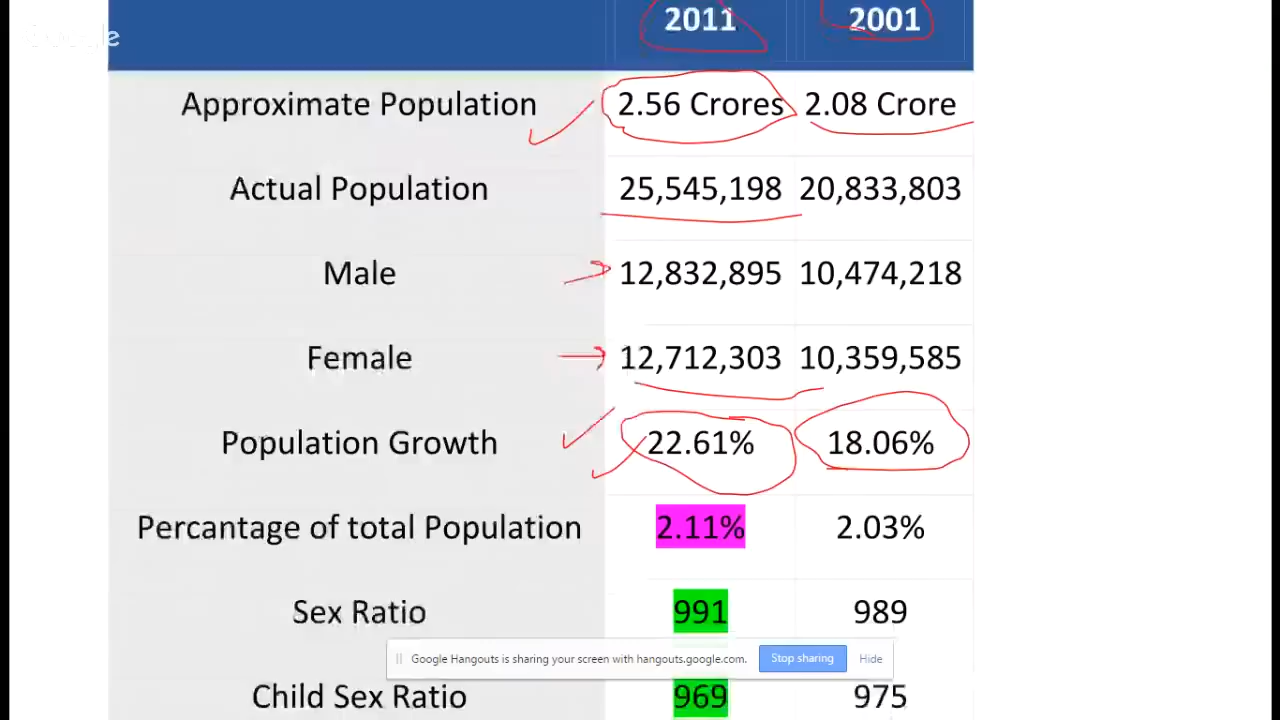 Google
2011 2001
Approximate Population 2.56 Crores 2.08 Crore
Actual Population 25,545,198 20,833,803
Male 12,832,895 10,474,218
Female 12,712,303 10,359,585
Population Growth 22.61% 18.06%
Percantage of total Population 2.11% 2.03%
Sex Ratio 991 989
Google Hangouts is sharing your screen with hangouts.google.com. Stop sharing Hide
Child Sex Ratio 969 975